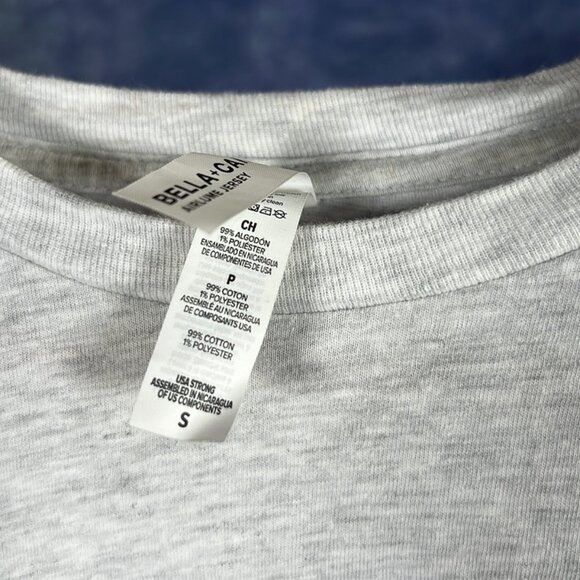 BELLA+CA
AIRLUME JERSEY
clean
CH
99% ALGODÓN
1% POLIESTER
ENSAMBLADO EN NICARAGUA
DE COMPONENTES DE USA
P
99% COTON
1% POLYESTER
ASSEMBLÉ AU NICARAGUA
DE COMPOSANTS USA
99% COTTON
1% POLYESTER
USA STRONG
ASSEMBLED IN NICARAGUA
OF US COMPONENTS
S